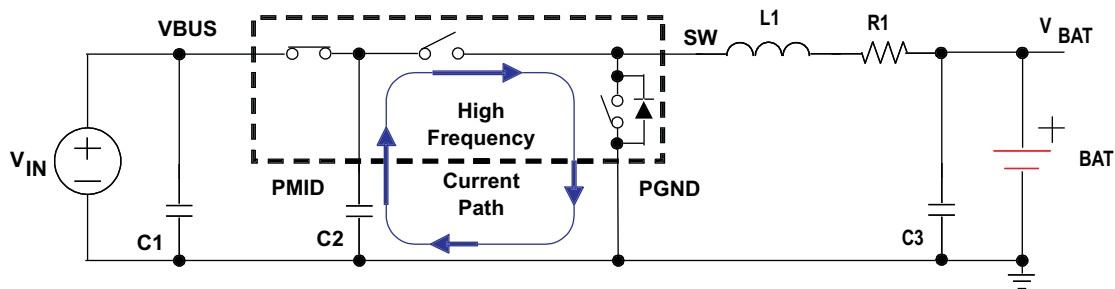 VBUS
SW
L1
R1
V BAT
High
Frequency
Current
Path
V IN
+
−
PMID
PGND
+
BAT
C1
C2
C3